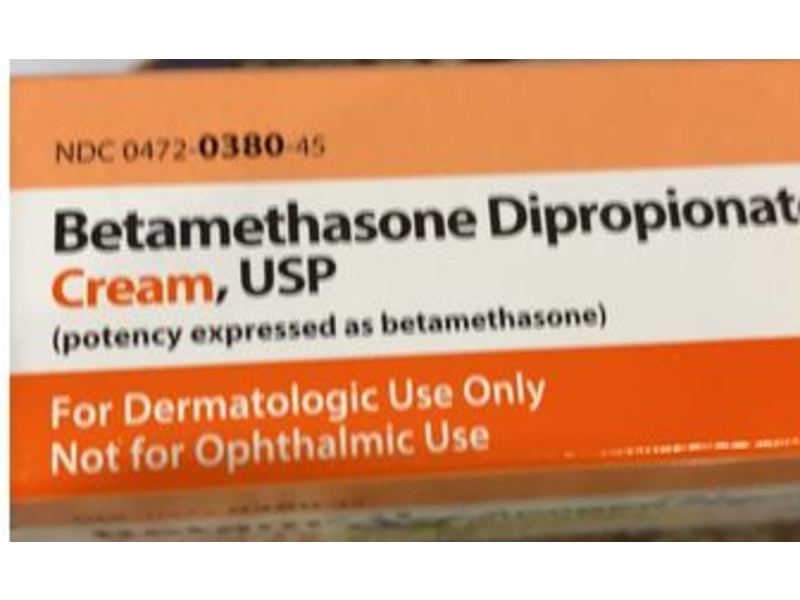 NDC 0472-0380-45
Betamethasone Dipropionat
Cream, USP
(potency expressed as betamethasone)
For Dermatologic Use Only
Not for Ophthalmic Use